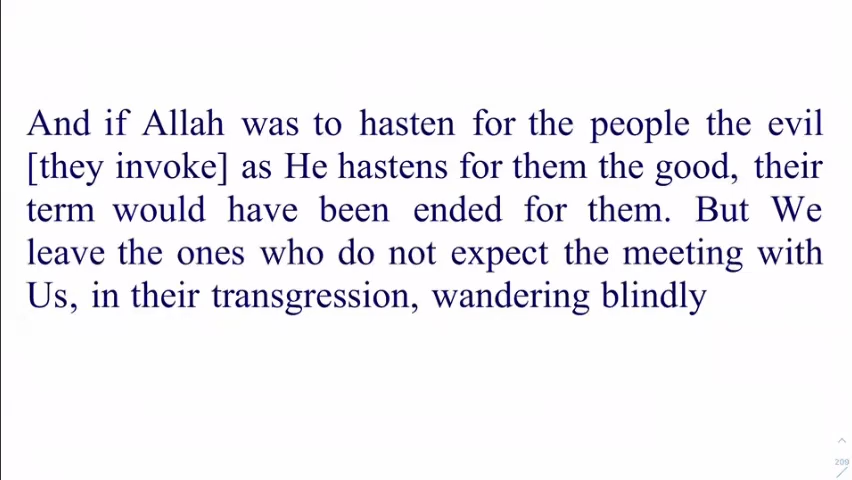 And if Allah was to hasten for the people the evil
[they invoke] as He hastens for them the good, their
term would have been ended for them. But We
leave the ones who do not expect the meeting with
Us, in their transgression, wandering blindly
209